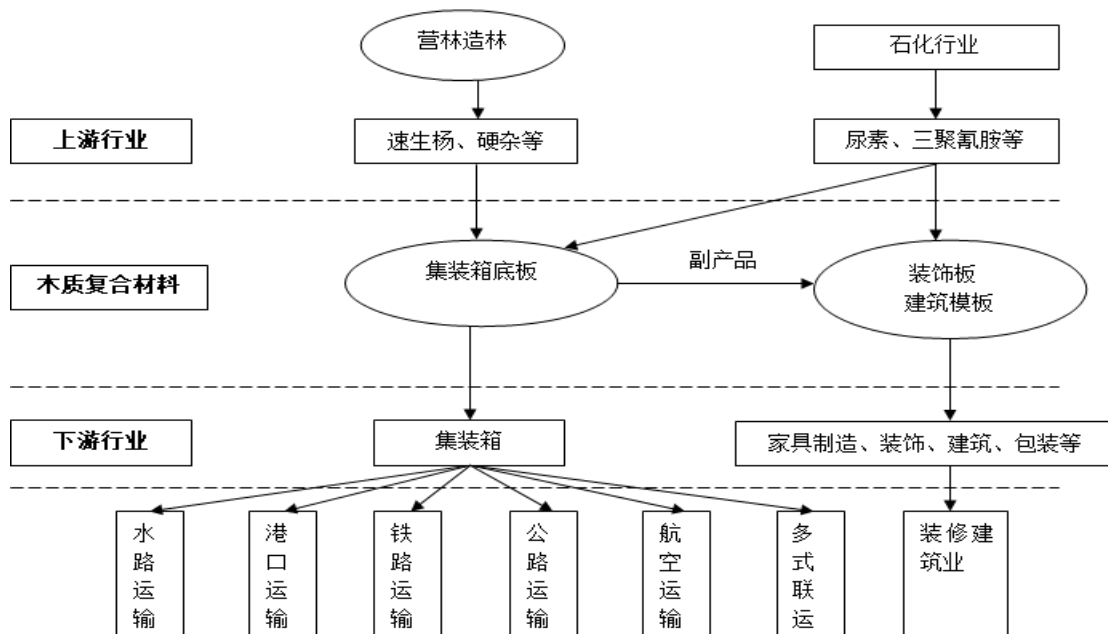 营林造林
石化行业
上游行业
速生杨、硬杂等
尿素、三聚氰胺等
木质复合材料
集装箱底板
副产品
装饰板
建筑模板
下游行业
集装箱
家具制造、装饰、建筑、包装等
水路运输
港口运输
铁路运输
公路运输
航空运输
多式联运
装修建
筑业